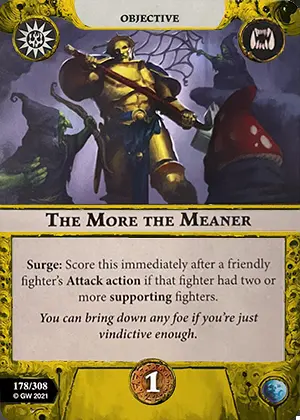 OBJECTIVE
The More the Meaner
Surge: Score this immediately after a friendly
fighter's Attack action if that fighter had two or
more supporting fighters.
You can bring down any foe if you're just
vindictive enough.
178/308
© GW 2021
1